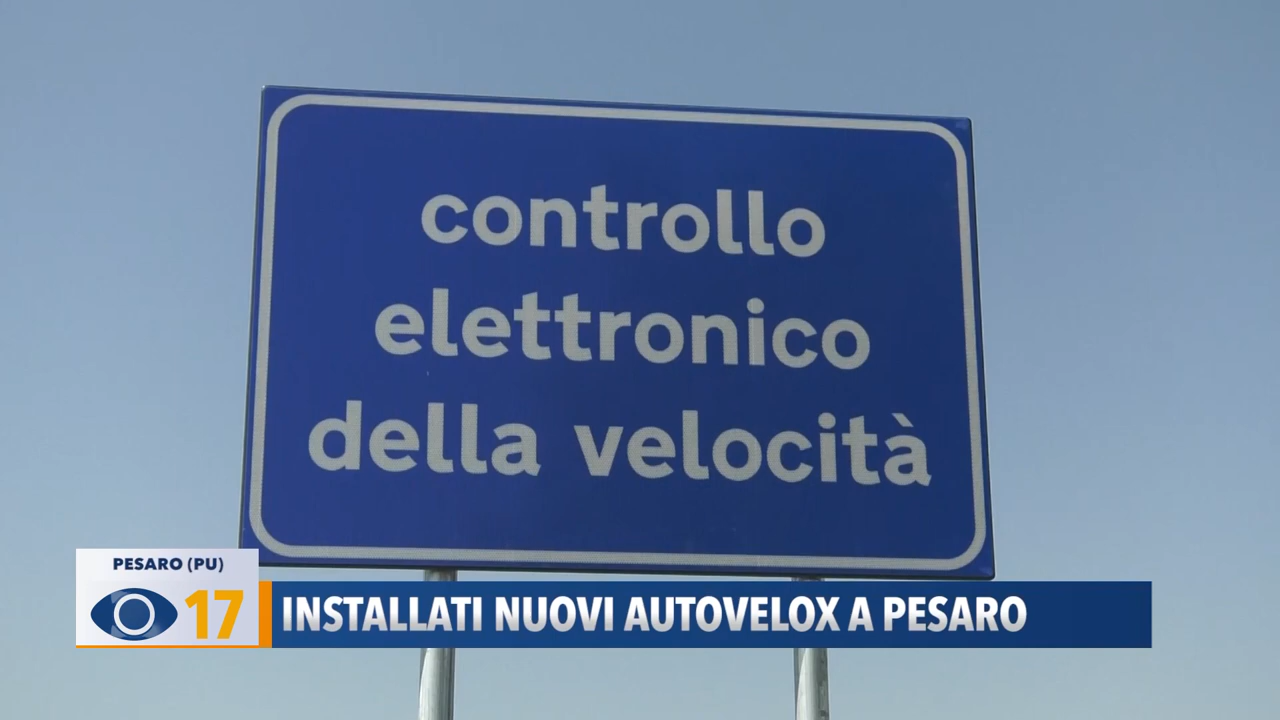 controllo
elettronico
della velocità
PESARO (PU)
17
INSTALLATI NUOVI AUTOVELOX A PESARO